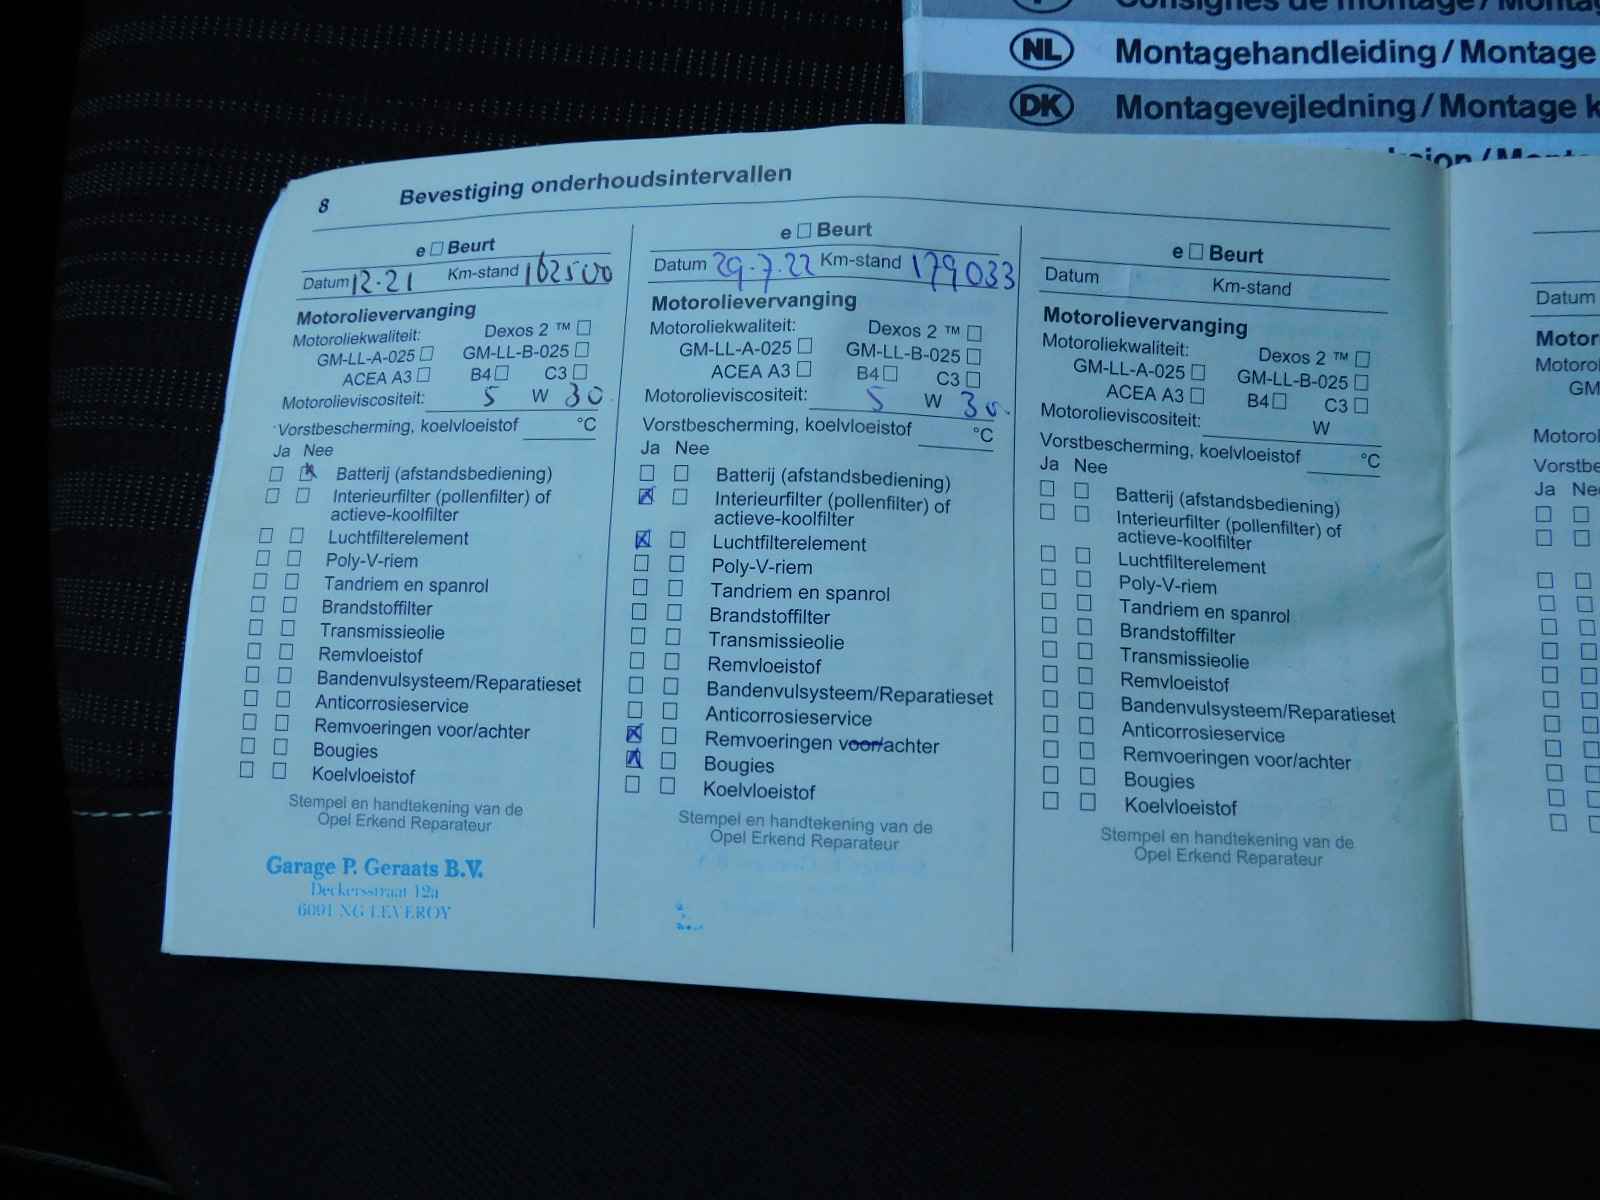 Consignes de montage / Monta
NL Montagehandleiding / Montage
DK Montagevejledning / Montage k
8 Bevestiging onderhoudsintervallen
e □ Beurt
Datum 12-21 Km-stand 162500
Motorolievervanging
Motoroliekwaliteit: Dexos 2 ™ □
GM-LL-A-025 □ GM-LL-B-025 □
ACEA A3 □ B4 □ C3 □
Motorolieviscositeit: 5 W 30
Vorstbescherming, koelvloeistof °C
Ja Nee
Batterij (afstandsbediening)
Interieurfilter (pollenfilter) of
actieve-koolfilter
Luchtfilterelement
Poly-V-riem
Tandriem en spanrol
Brandstoffilter
Transmissieolie
Remvloeistof
Bandenvulsysteem/Reparatieset
Anticorrosieservice
Remvoeringen voor/achter
Bougies
Koelvloeistof
Stempel en handtekening van de
Opel Erkend Reparateur
Garage P. Geraats B.V.
Deckersstraat 12a
6091 NG LEVEROY
e □ Beurt
Datum 29-7-22 Km-stand 179033
Motorolievervanging
Motoroliekwaliteit: Dexos 2 ™ □
GM-LL-A-025 □ GM-LL-B-025 □
ACEA A3 □ B4 □ C3 □
Motorolieviscositeit: 5 W 30
Vorstbescherming, koelvloeistof °C
Ja Nee
Batterij (afstandsbediening)
Interieurfilter (pollenfilter) of
actieve-koolfilter
Luchtfilterelement
Poly-V-riem
Tandriem en spanrol
Brandstoffilter
Transmissieolie
Remvloeistof
Bandenvulsysteem/Reparatieset
Anticorrosieservice
Remvoeringen voor/achter
Bougies
Koelvloeistof
Stempel en handtekening van de
Opel Erkend Reparateur
e □ Beurt
Datum Km-stand
Motorolievervanging
Motoroliekwaliteit: Dexos 2 ™ □
GM-LL-A-025 □ GM-LL-B-025 □
ACEA A3 □ B4 □ C3 □
Motorolieviscositeit: W
Vorstbescherming, koelvloeistof °C
Ja Nee
Batterij (afstandsbediening)
Interieurfilter (pollenfilter) of
actieve-koolfilter
Luchtfilterelement
Poly-V-riem
Tandriem en spanrol
Brandstoffilter
Transmissieolie
Remvloeistof
Bandenvulsysteem/Reparatieset
Anticorrosieservice
Remvoeringen voor/achter
Bougies
Koelvloeistof
Stempel en handtekening van de
Opel Erkend Reparateur
Datum
Motor
Motorol
GM
Motorol
Vorstbe
Ja Nee